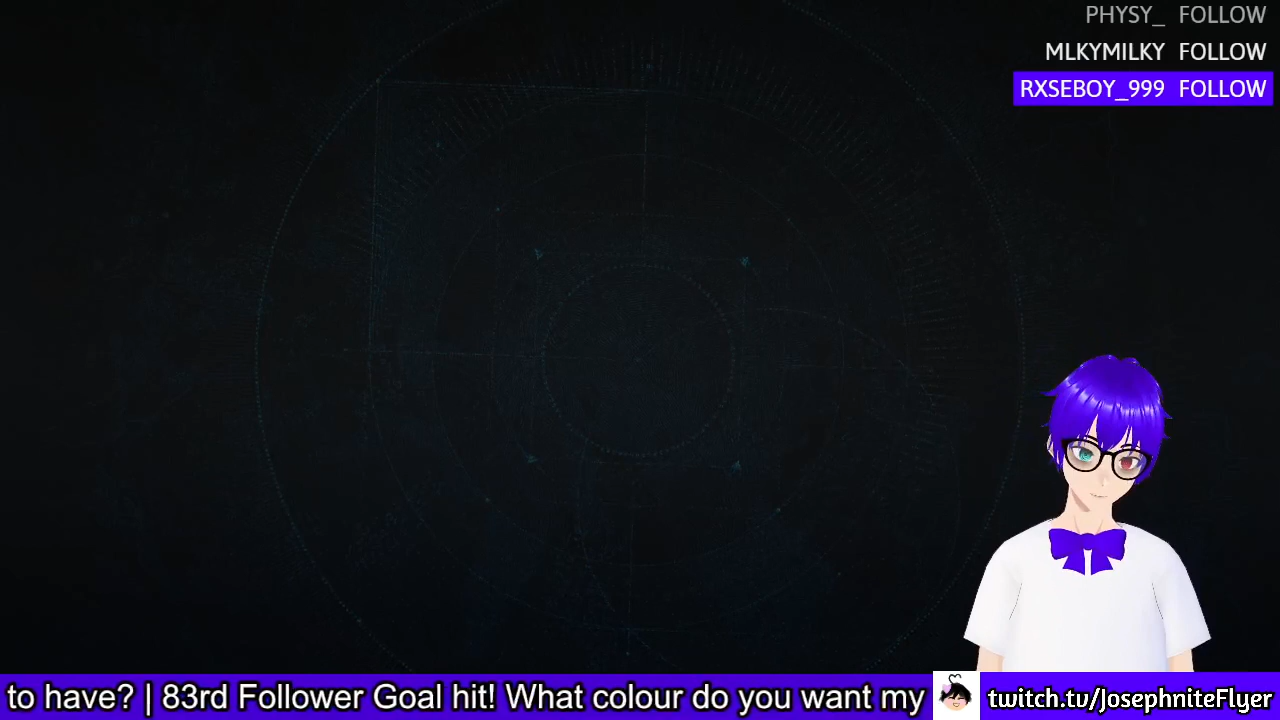 PHYSY_ FOLLOW
MLKYMILKY FOLLOW
RXSEBOY_999 FOLLOW
to have? | 83rd Follower Goal hit! What colour do you want my
twitch.tv/JosephniteFlyer